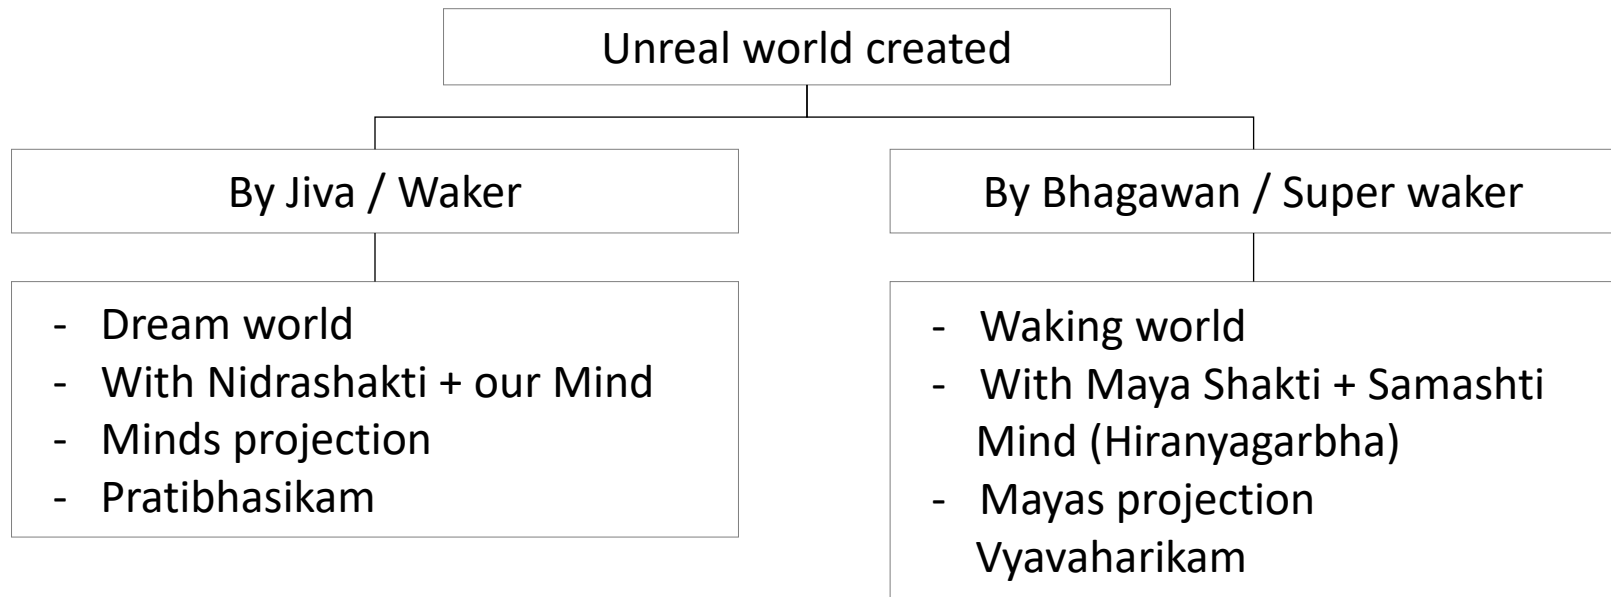 Unreal world created
By Jiva / Waker
- Dream world
- With Nidrashakti + our Mind
- Minds projection
- Pratibhasikam
By Bhagawan / Super waker
- Waking world
- With Maya Shakti + Samashti
Mind (Hiranyagarbha)
- Mayas projection
Vyavaharikam